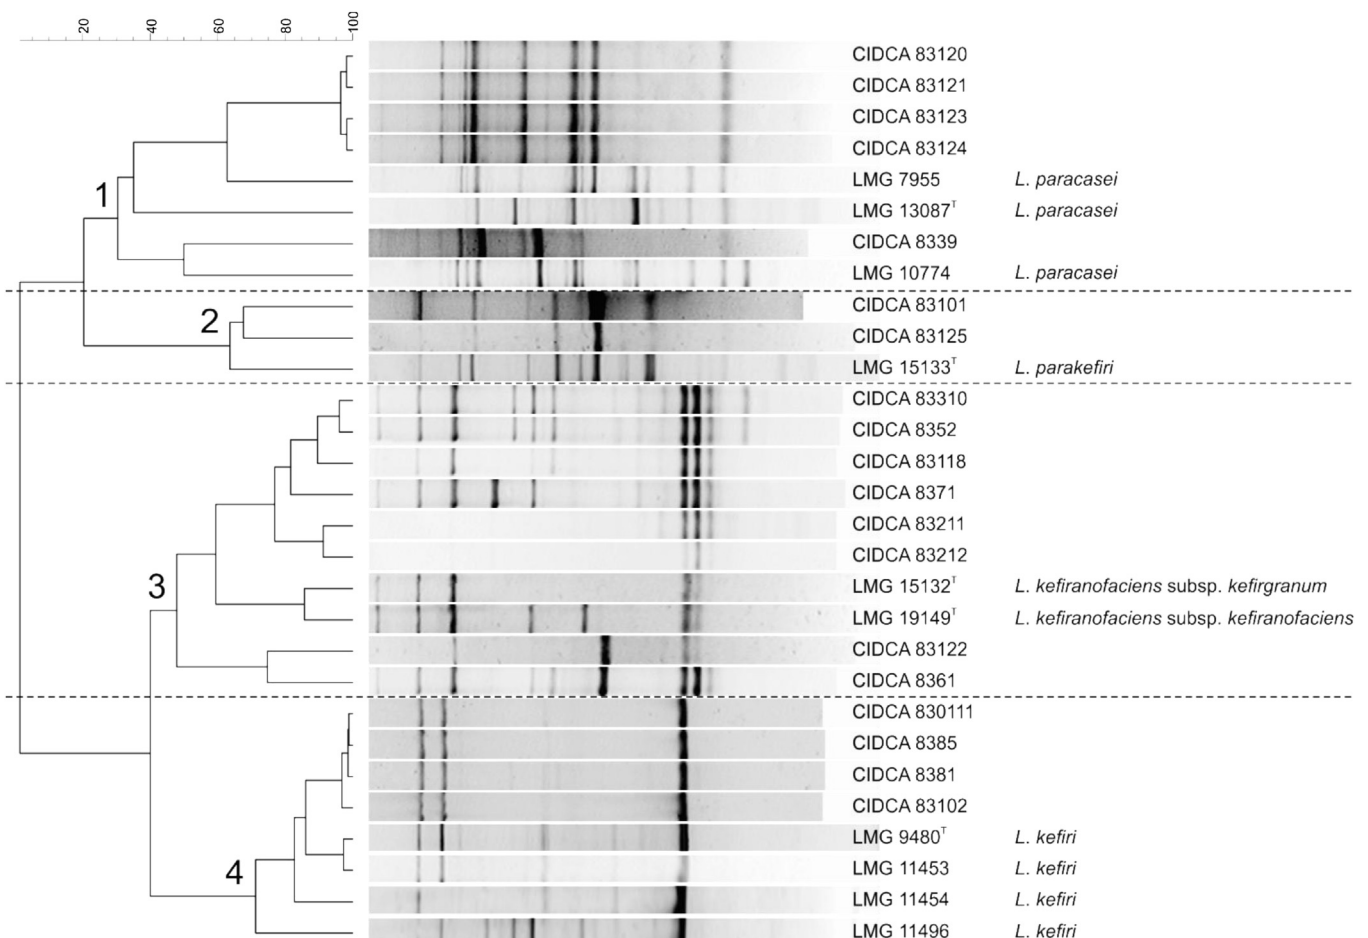 20 40 60 80 100
CIDCA 83120
CIDCA 83121
CIDCA 83123
CIDCA 83124
LMG 7955 L. paracasei
1
LMG 13087ᵀ L. paracasei
CIDCA 8339
LMG 10774 L. paracasei
CIDCA 83101
2
CIDCA 83125
LMG 15133ᵀ L. parakefiri
CIDCA 83310
CIDCA 8352
CIDCA 83118
CIDCA 8371
CIDCA 83211
CIDCA 83212
3
LMG 15132ᵀ L. kefiranofaciens subsp. kefirgranum
LMG 19149ᵀ L. kefiranofaciens subsp. kefiranofaciens
CIDCA 83122
CIDCA 8361
CIDCA 830111
CIDCA 8385
CIDCA 8381
CIDCA 83102
LMG 9480ᵀ L. kefiri
LMG 11453 L. kefiri
4
LMG 11454 L. kefiri
LMG 11496 L. kefiri